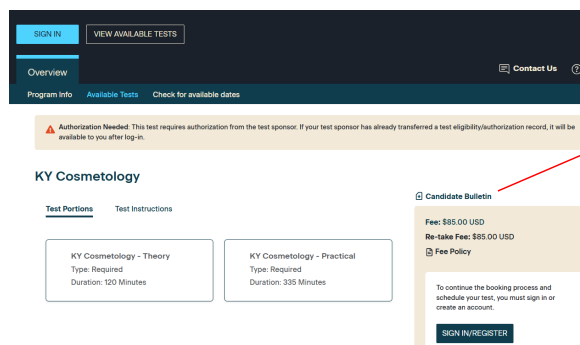 SIGN IN
VIEW AVAILABLE TESTS
Overview
Contact Us
Program Info
Available Tests
Check for available dates
Authorization Needed: This test requires authorization from the test sponsor. If your test sponsor has already transferred a test eligibility/authorization record, it will be
available to you after log-in.
KY Cosmetology
Candidate Bulletin
Test Portions
Test Instructions
Fee: $85.00 USD
Re-take Fee: $85.00 USD
Fee Policy
KY Cosmetology - Theory
Type: Required
Duration: 120 Minutes
KY Cosmetology - Practical
Type: Required
Duration: 335 Minutes
To continue the booking process and
schedule your test, you must sign in or
create an account.
SIGN IN/REGISTER